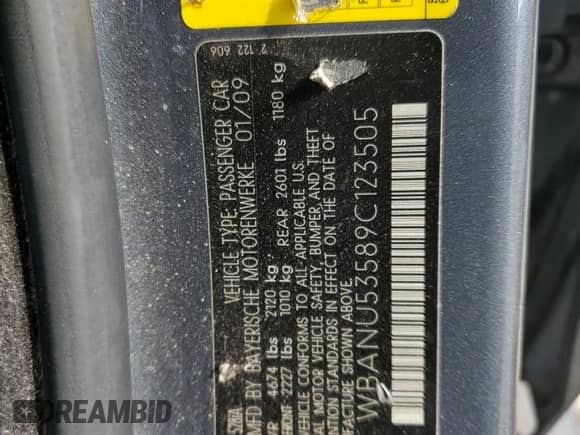 2 122 606
VEHICLE TYPE: PASSENGER CAR
MFD BY BAYERISCHE MOTORENWERKE 01/09
4674 lbs 2120 kg
2227 lbs 1010 kg REAR 2601 lbs 1180 kg
VEHICLE CONFORMS TO ALL APPLICABLE U.S.
MOTOR VEHICLE SAFETY, BUMPER, AND THEFT
STANDARDS IN EFFECT ON THE DATE OF
SHOWN ABOVE
WBANU53589C123505
DREAMBID